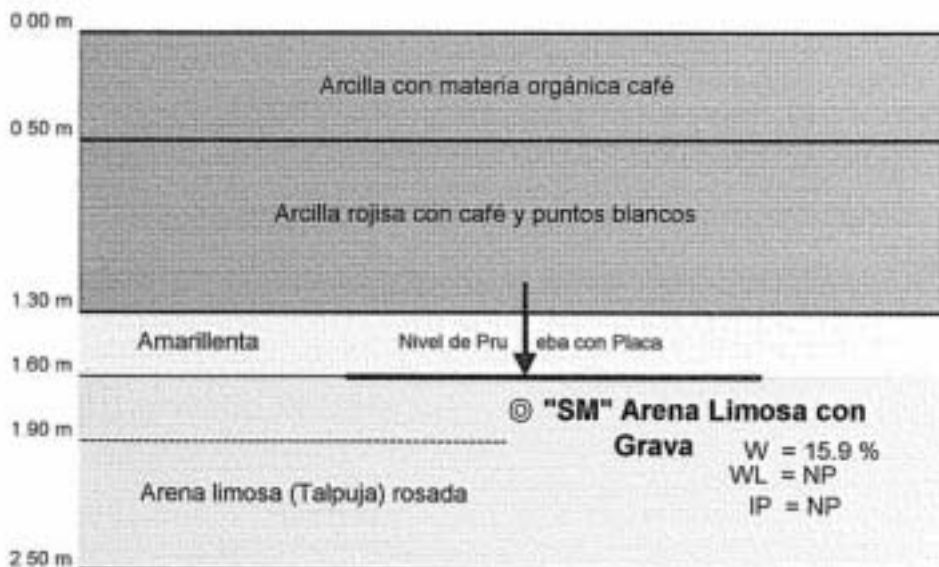 0 00 m
Arcilla con materia orgánica café
0 50 m
Arcilla rojisa con café y puntos blancos
1.30 m
Amarillenta
Nivel de Pru eba con Placa
1.60 m
◎ "SM" Arena Limosa con
Grava
1 90 m
W = 15.9 %
WL = NP
Arena limosa (Talpuja) rosada
IP = NP
2 50 m